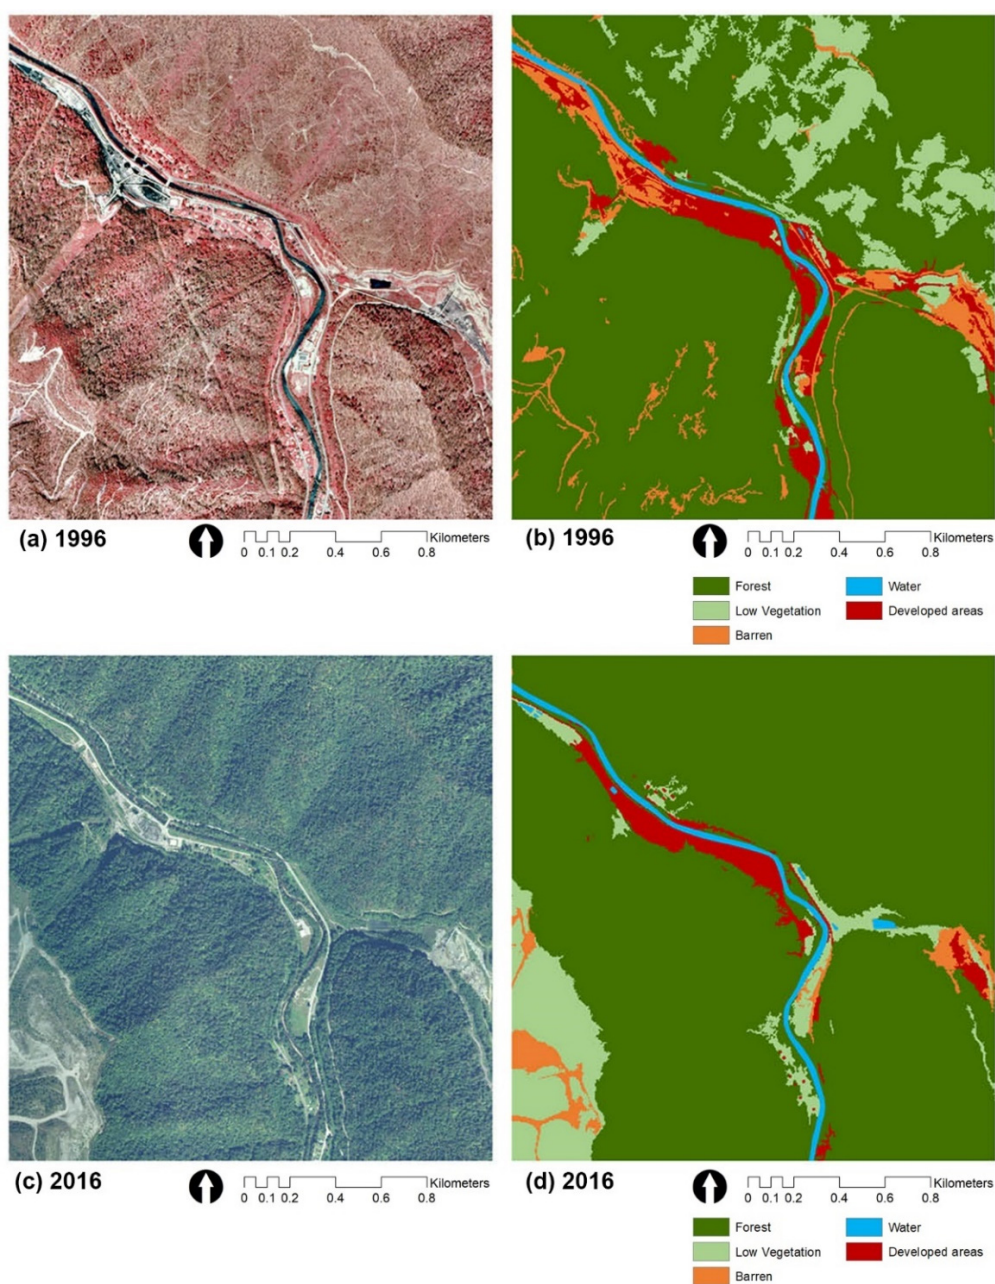 (a) 1996
0 0.1 0.2 0.4 0.6 0.8
Kilometers
(b) 1996
0 0.1 0.2 0.4 0.6 0.8
Kilometers
Forest
Water
Low Vegetation
Developed areas
Barren
(c) 2016
0 0.1 0.2 0.4 0.6 0.8
Kilometers
(d) 2016
0 0.1 0.2 0.4 0.6 0.8
Kilometers
Forest
Water
Low Vegetation
Developed areas
Barren